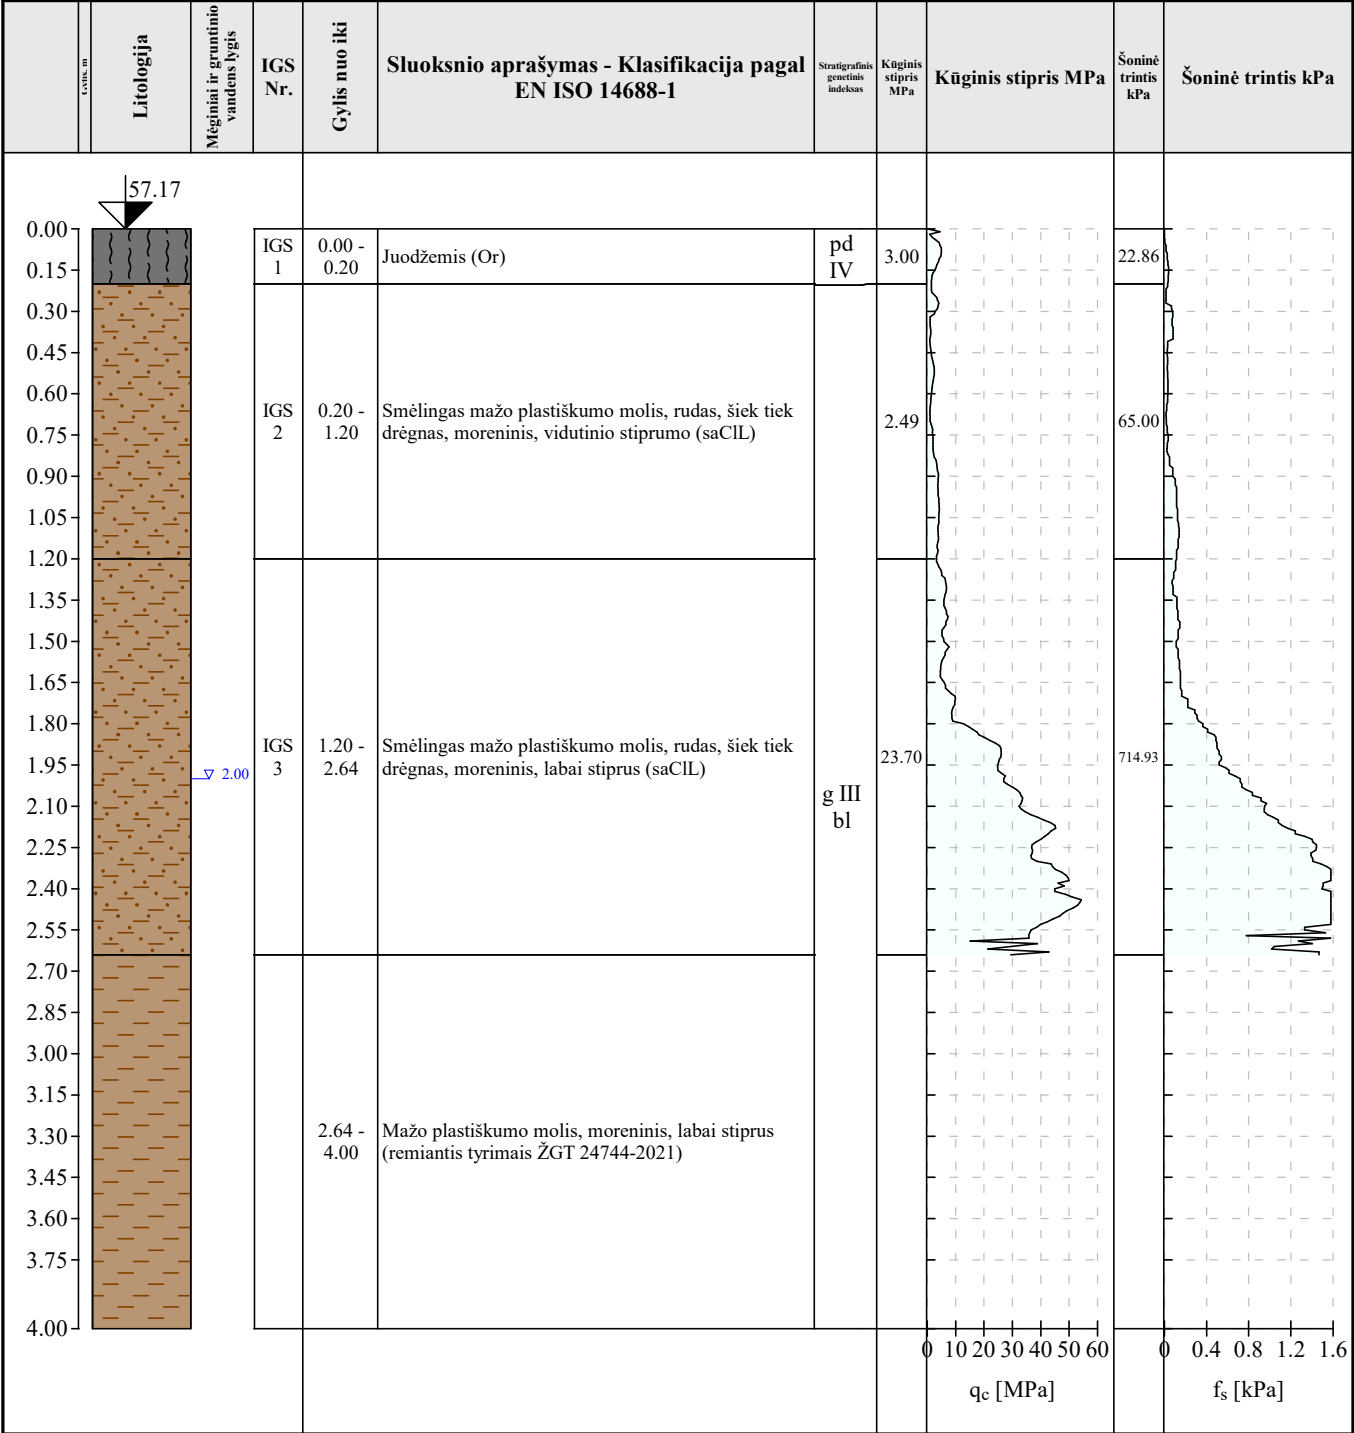 Gylis, m
Litologija
Mėginiai ir gruntinio
vandens lygis
IGS
Nr.
Gylis nuo iki
Sluoksnio aprašymas - Klasifikacija pagal
EN ISO 14688-1
Stratigrafinis
genetinis
indeksas
Kūginis
stipris
MPa
Kūginis stipris MPa
Šoninė
trintis
kPa
Šoninė trintis kPa
57.17
0.00
0.15
0.30
0.45
0.60
0.75
0.90
1.05
1.20
1.35
1.50
1.65
1.80
1.95
2.10
2.25
2.40
2.55
2.70
2.85
3.00
3.15
3.30
3.45
3.60
3.75
4.00
2.00
IGS
1
0.00 -
0.20
Juodžemis (Or)
pd
IV
3.00
22.86
IGS
2
0.20 -
1.20
Smėlingas mažo plastiškumo molis, rudas, šiek tiek
drėgnas, moreninis, vidutinio stiprumo (saClL)
2.49
65.00
IGS
3
1.20 -
2.64
Smėlingas mažo plastiškumo molis, rudas, šiek tiek
drėgnas, moreninis, labai stiprus (saClL)
g III
bl
23.70
714.93
2.64 -
4.00
Mažo plastiškumo molis, moreninis, labai stiprus
(remiantis tyrimais ŽGT 24744-2021)
0 10 20 30 40 50 60
qc [MPa]
0 0.4 0.8 1.2 1.6
fs [kPa]